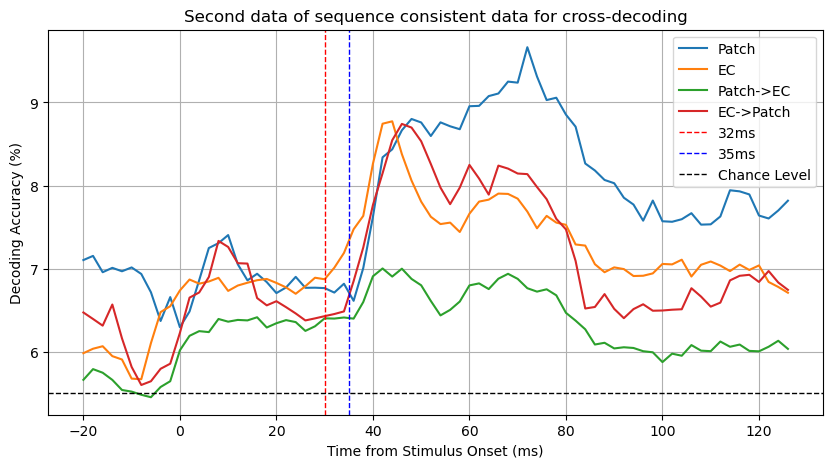 Second data of sequence consistent data for cross-decoding
Decoding Accuracy (%)
9
8
7
6
Patch
EC
Patch->EC
EC->Patch
32ms
35ms
Chance Level
−20
0
20
40
60
80
100
120
Time from Stimulus Onset (ms)